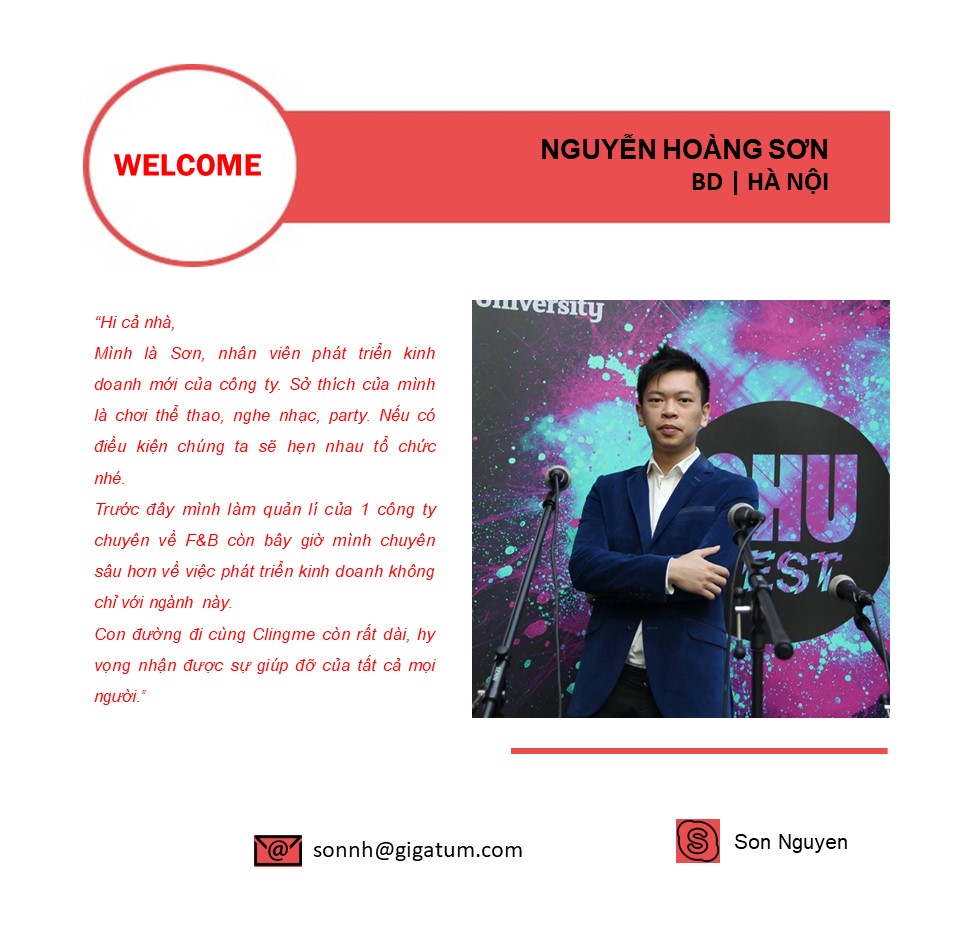 WELCOME
NGUYỄN HOÀNG SƠN
BD | HÀ NỘI
“Hi cả nhà,
Mình là Sơn, nhân viên phát triển kinh
doanh mới của công ty. Sở thích của mình
là chơi thể thao, nghe nhạc, party. Nếu có
điều kiện chúng ta sẽ hẹn nhau tổ chức
nhé.
Trước đây mình làm quản lí của 1 công ty
chuyên về F&B còn bây giờ mình chuyên
sâu hơn về việc phát triển kinh doanh không
chỉ với ngành này.
Con đường đi cùng Clingme còn rất dài, hy
vọng nhận được sự giúp đỡ của tất cả mọi
người.”
University
HU
EST
@ sonnh@gigatum.com
S Son Nguyen